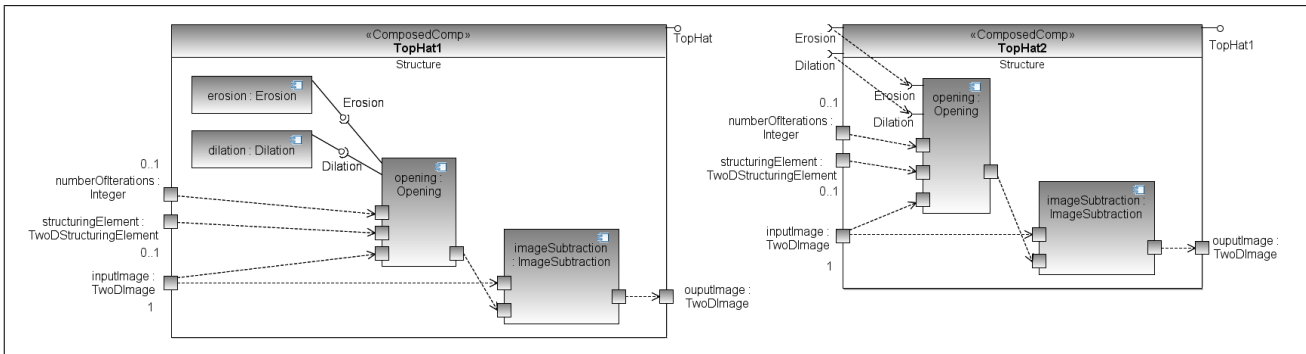 «ComposedComp»
TopHat1
Structure
TopHat
erosion : Erosion
Erosion
dilation : Dilation
Dilation
0..1
numberOfIterations :
Integer
structuringElement :
TwoDStructuringElement
0..1
inputImage :
TwoDImage
1
opening :
Opening
imageSubtraction
: ImageSubtraction
ouputImage :
TwoDImage
«ComposedComp»
TopHat2
Structure
TopHat1
Erosion
Dilation
0..1
numberOfIterations :
Integer
structuringElement :
TwoDStructuringElement
0..1
inputImage :
TwoDImage
1
Erosion
Dilation
opening :
Opening
imageSubtraction :
ImageSubtraction
ouputImage :
TwoDImage